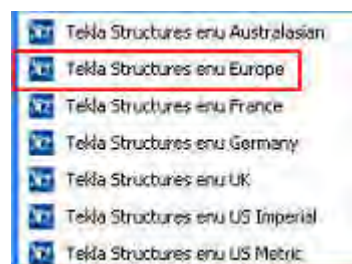 Tekla Structures enu Australasian
Tekla Structures enu Europe
Tekla Structures enu France
Tekla Structures enu Germany
Tekla Structures enu UK
Tekla Structures enu US Imperial
Tekla Structures enu US Metric